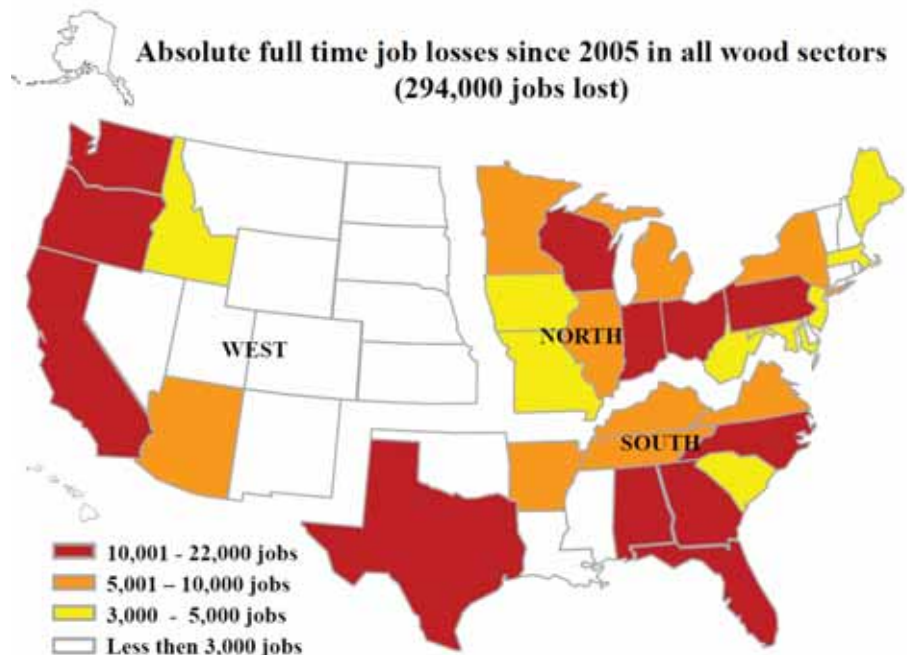 Absolute full time job losses since 2005 in all wood sectors
(294,000 jobs lost)
WEST
NORTH
SOUTH
10,001 - 22,000 jobs
5,001 – 10,000 jobs
3,000 - 5,000 jobs
Less then 3,000 jobs